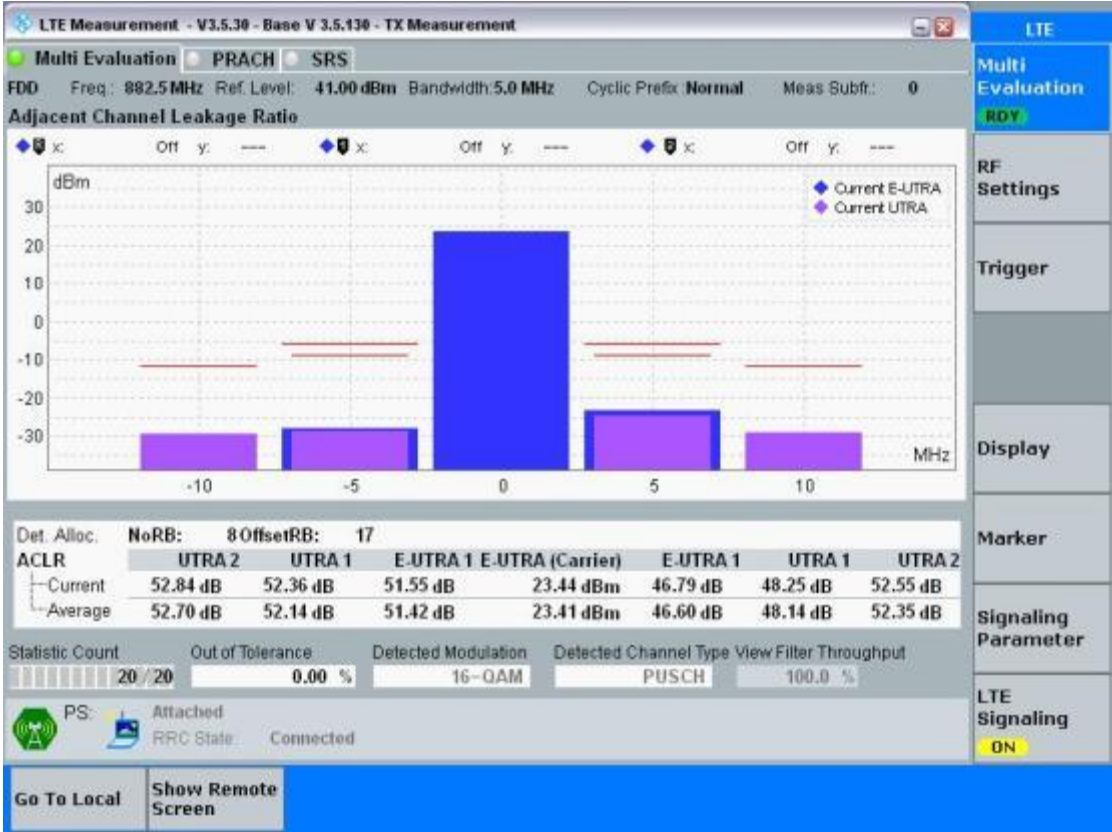 LTE Measurement - V3.5.30 - Base V 3.5.130 - TX Measurement
Multi Evaluation PRACH SRS
FDD Freq.: 882.5 MHz Ref. Level: 41.00 dBm Bandwidth: 5.0 MHz Cyclic Prefix: Normal Meas Subfr.: 0
Adjacent Channel Leakage Ratio
x: Off y: --- x: Off y: --- x: Off y: ---
dBm
Current E-UTRA
Current UTRA
30
20
10
0
-10
-20
-30
MHz
-10 -5 0 5 10
Det. Alloc. NoRB: 8 OffsetRB: 17
ACLR UTRA 2 UTRA 1 E-UTRA 1 E-UTRA (Carrier) E-UTRA 1 UTRA 1 UTRA 2
Current 52.84 dB 52.36 dB 51.55 dB 23.44 dBm 46.79 dB 48.25 dB 52.55 dB
Average 52.70 dB 52.14 dB 51.42 dB 23.41 dBm 46.60 dB 48.14 dB 52.35 dB
Statistic Count Out of Tolerance Detected Modulation Detected Channel Type View Filter Throughput
20 / 20 0.00 % 16-QAM PUSCH 100.0 %
PS: Attached
RRC State: Connected
LTE
Multi
Evaluation
RDY
RF
Settings
Trigger
Display
Marker
Signaling
Parameter
LTE
Signaling
ON
Go To Local
Show Remote
Screen